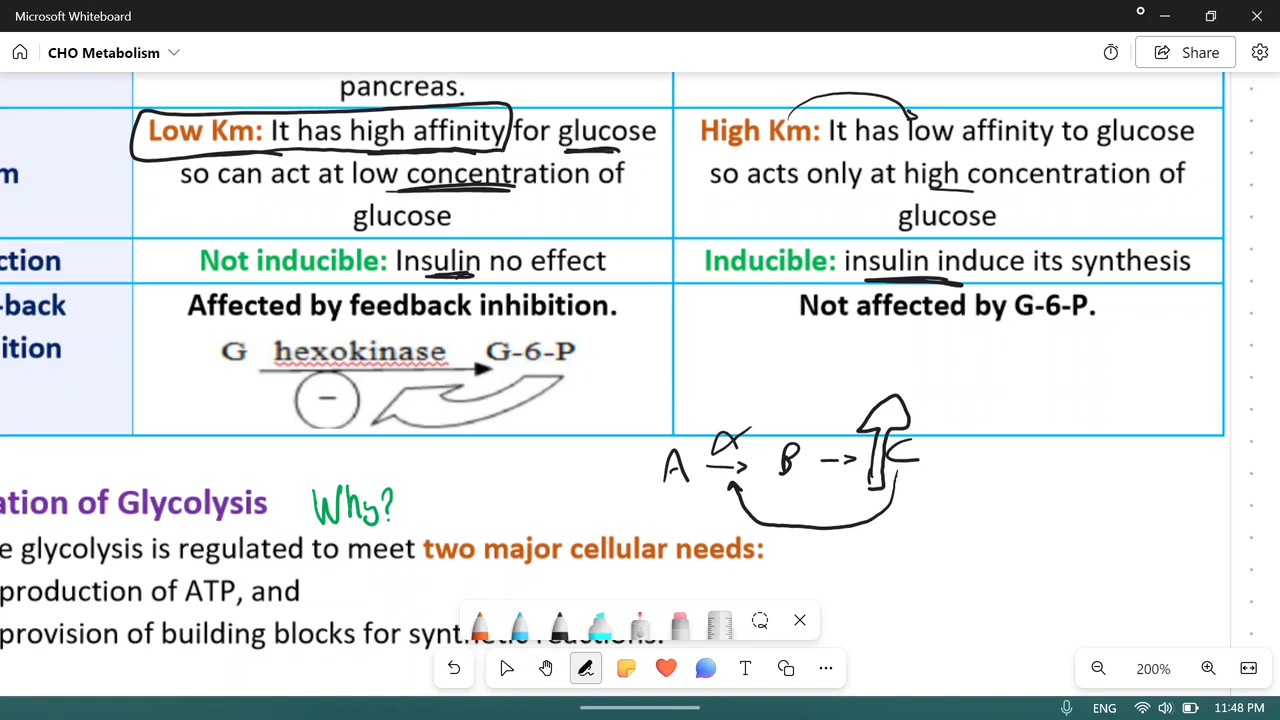 Microsoft Whiteboard
CHO Metabolism
Share
pancreas.
Low Km: It has high affinity for glucose
so can act at low concentration of
glucose
High Km: It has low affinity to glucose
so acts only at high concentration of
glucose
m
ction
Not inducible: Insulin no effect
Inducible: insulin induce its synthesis
-back
ition
Affected by feedback inhibition.
G hexokinase G-6-P
−
Not affected by G-6-P.
A → B → C
ation of Glycolysis Why?
e glycolysis is regulated to meet two major cellular needs:
production of ATP, and
provision of building blocks for synthetic reactions.
T
200%
ENG
11:48 PM